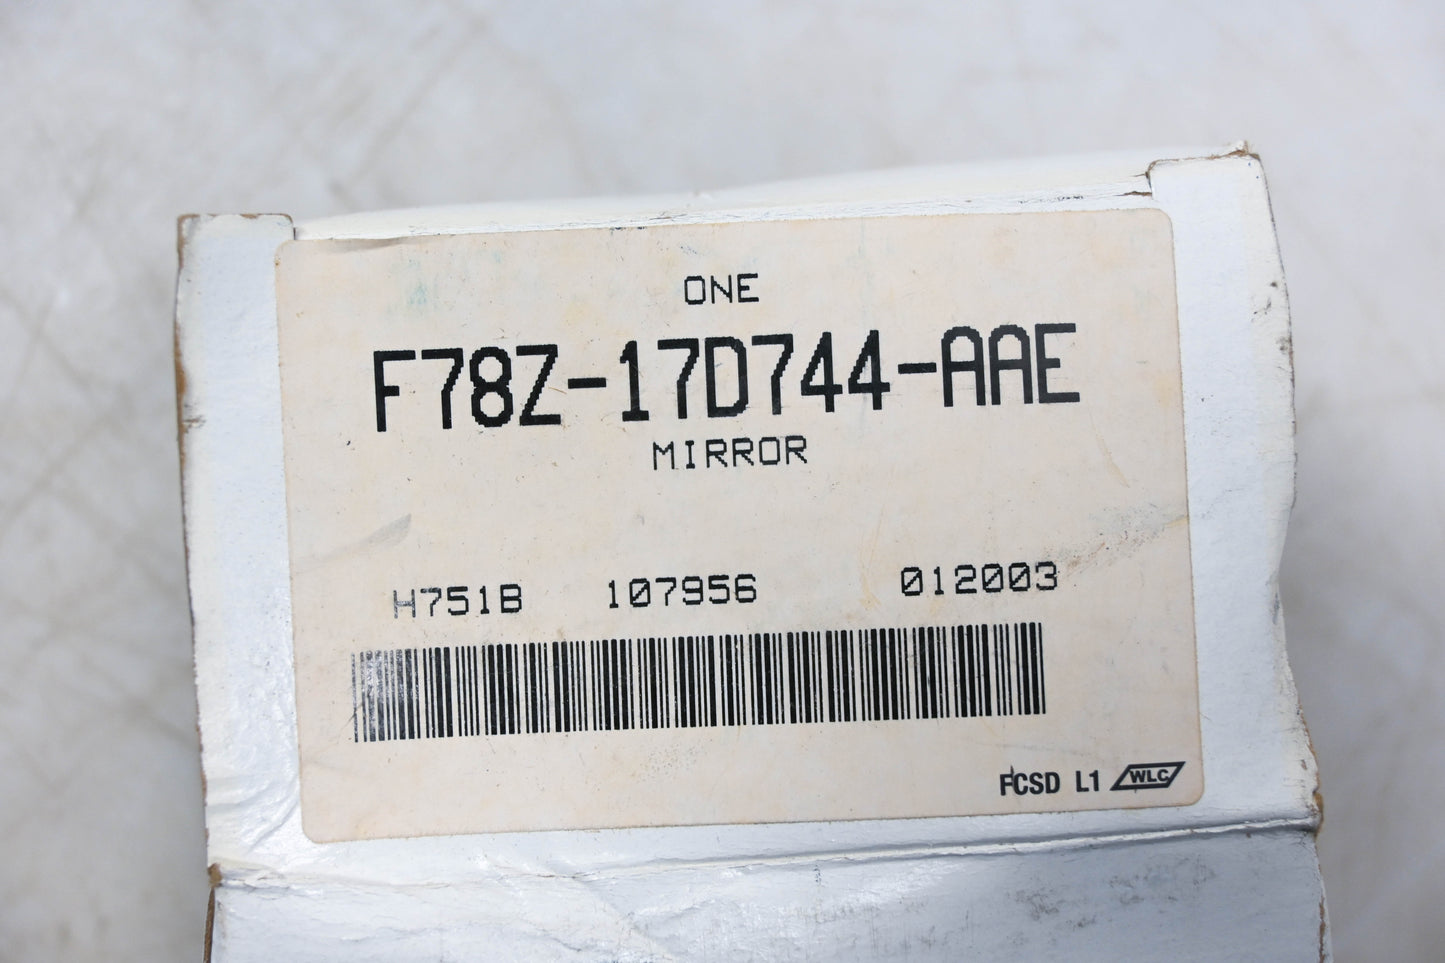 ONE
F78Z-17D744-AAE
MIRROR
H751B 107956 012003
FCSD L1 WLC